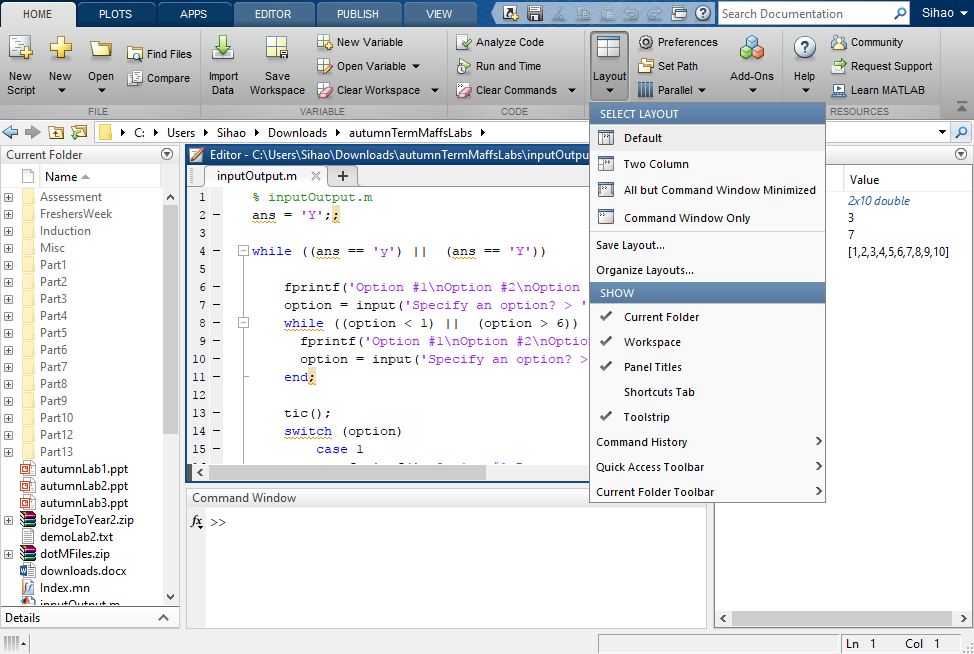 HOME PLOTS APPS EDITOR PUBLISH VIEW Search Documentation Sihao
New Script
New
Open
Find Files
Compare
FILE
Import Data
Save Workspace
New Variable
Open Variable
Clear Workspace
VARIABLE
Analyze Code
Run and Time
Clear Commands
CODE
Layout
Preferences
Set Path
Parallel
Add-Ons
Help
Community
Request Support
Learn MATLAB
RESOURCES
C: Users Sihao Downloads autumnTermMaffsLabs
Current Folder
Name
Assessment
FreshersWeek
Induction
Misc
Part1
Part2
Part3
Part4
Part5
Part6
Part7
Part8
Part9
Part10
Part12
Part13
autumnLab1.ppt
autumnLab2.ppt
autumnLab3.ppt
bridgeToYear2.zip
demoLab2.txt
dotMFiles.zip
downloads.docx
Index.mn
Details
Editor - C:\Users\Sihao\Downloads\autumnTermMaffsLabs\inputOutpu
inputOutput.m
1 % inputOutput.m
2 - ans = 'Y';;
3
4 - while ((ans == 'y') || (ans == 'Y'))
5
6 - fprintf('Option #1\nOption #2\nOption
7 - option = input('Specify an option? > '
8 - while ((option < 1) || (option > 6))
9 - fprintf('Option #1\nOption #2\nOptio
10 - option = input('Specify an option? >
11 - end;
12
13 - tic();
14 - switch (option)
15 - case 1
Command Window
fx >>
SELECT LAYOUT
Default
Two Column
All but Command Window Minimized
Command Window Only
Save Layout...
Organize Layouts...
SHOW
Current Folder
Workspace
Panel Titles
Shortcuts Tab
Toolstrip
Command History
Quick Access Toolbar
Current Folder Toolbar
Value
2x10 double
3
7
[1,2,3,4,5,6,7,8,9,10]
Ln 1 Col 1